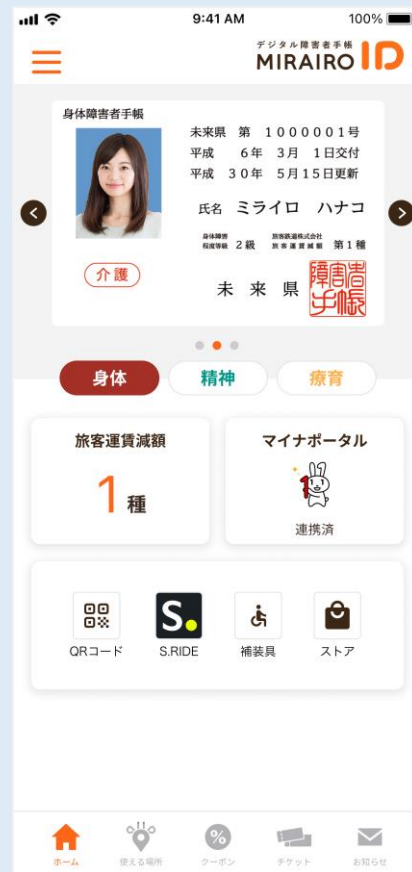 9:41 AM
100%
デジタル障害者手帳
MIRAIRO ID
身体障害者手帳
未来県 第 1000001号
平成 6年 3月 1日交付
平成 30年 5月15日更新
氏名 ミライロ ハナコ
身体障害
程度等級 2級
旅客鉄道株式会社
旅客運賃減額 第1種
介護
未来県
障害者
手帳
身体
精神
療育
旅客運賃減額
1種
マイナポータル
連携済
S.
QRコード
S.RIDE
補装具
ストア
ホーム
使える場所
クーポン
チケット
お知らせ